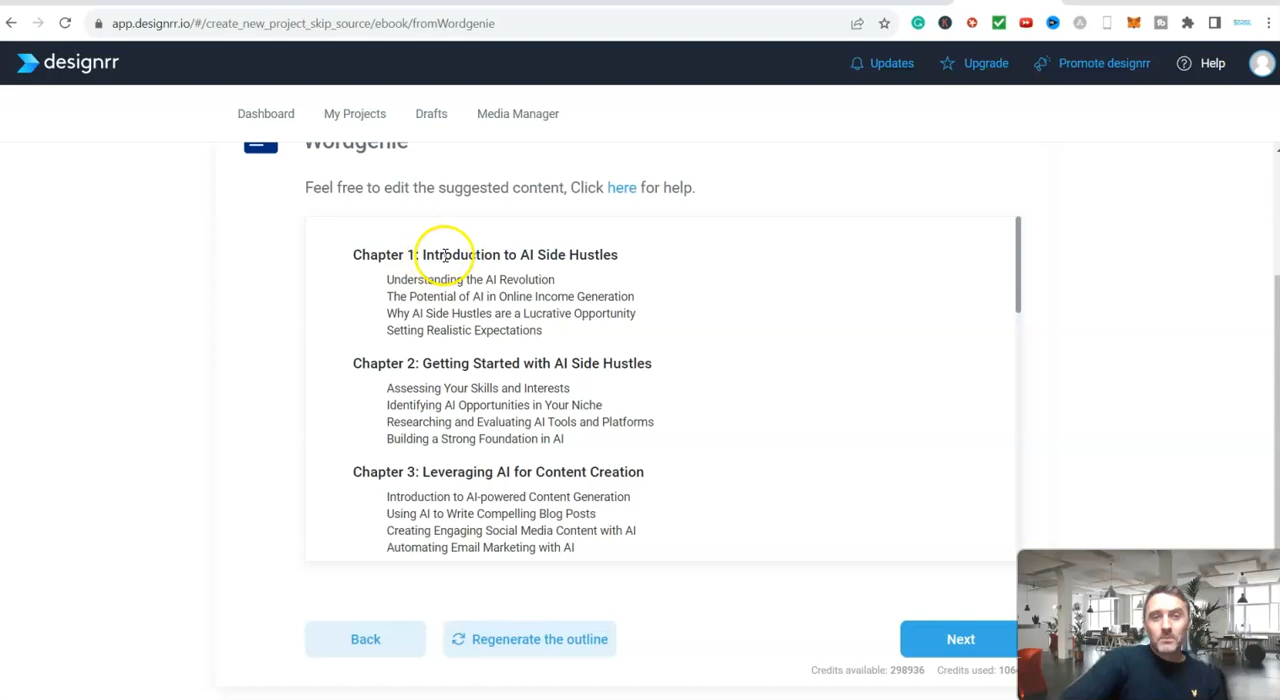 app.designrr.io/#/create_new_project_skip_source/ebook/fromWordgenie
designrr
Updates
Upgrade
Promote designrr
Help
Dashboard
My Projects
Drafts
Media Manager
Wordgenie
Feel free to edit the suggested content, Click here for help.
Chapter 1: Introduction to AI Side Hustles
Understanding the AI Revolution
The Potential of AI in Online Income Generation
Why AI Side Hustles are a Lucrative Opportunity
Setting Realistic Expectations
Chapter 2: Getting Started with AI Side Hustles
Assessing Your Skills and Interests
Identifying AI Opportunities in Your Niche
Researching and Evaluating AI Tools and Platforms
Building a Strong Foundation in AI
Chapter 3: Leveraging AI for Content Creation
Introduction to AI-powered Content Generation
Using AI to Write Compelling Blog Posts
Creating Engaging Social Media Content with AI
Automating Email Marketing with AI
Back
Regenerate the outline
Next
Credits available: 298936 Credits used: